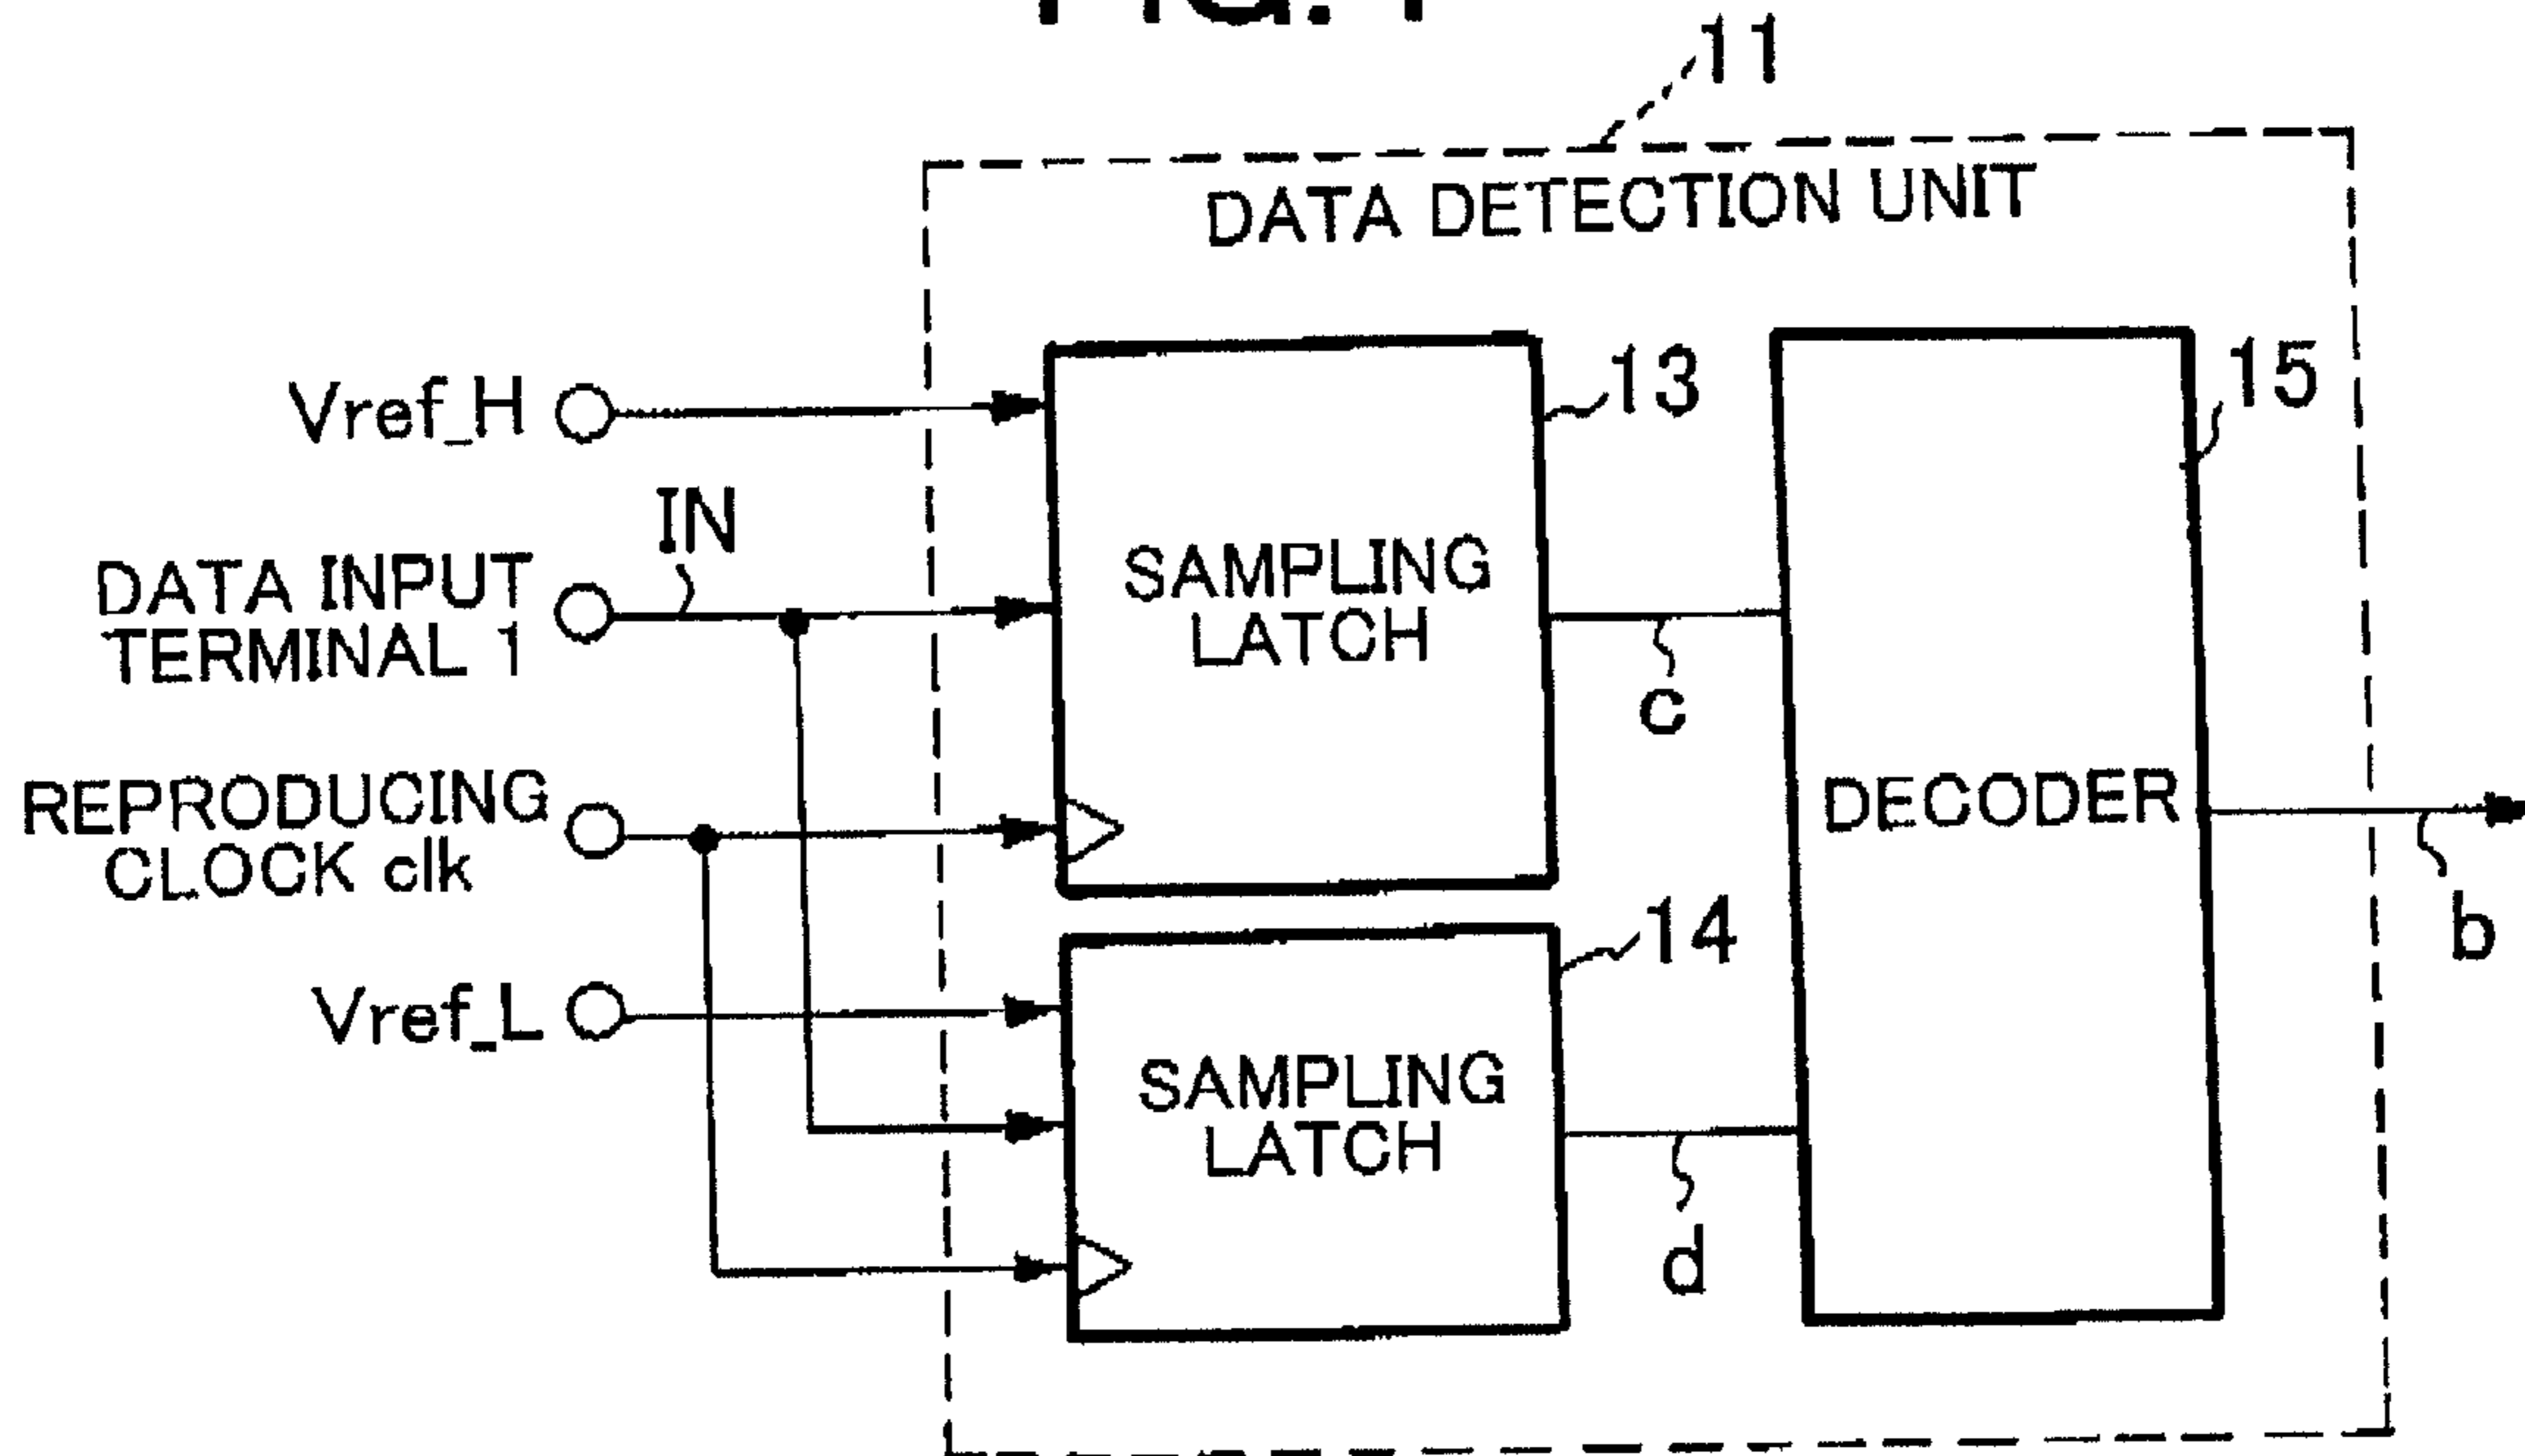 11
DATA DETECTION UNIT
Vref_H
13
15
IN
DATA INPUT
TERMINAL 1
SAMPLING
LATCH
c
REPRODUCING
CLOCK clk
DECODER
b
14
Vref_L
SAMPLING
LATCH
d